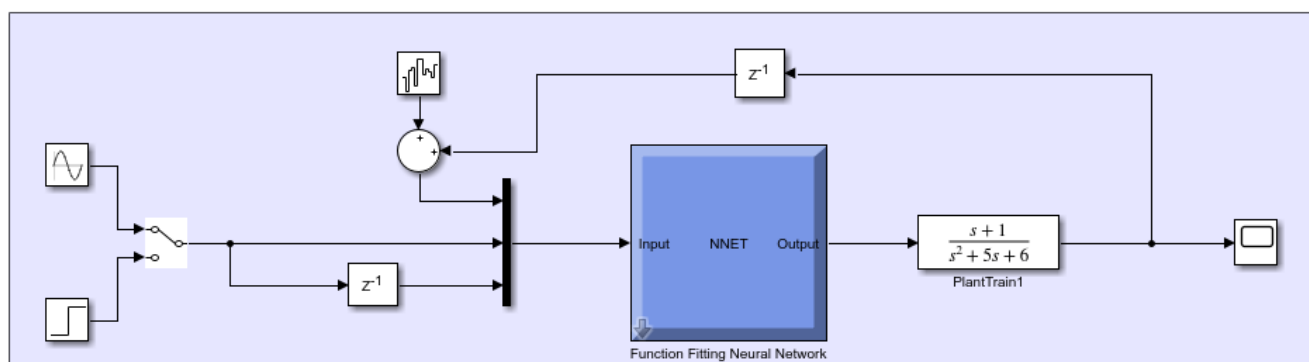 z⁻¹
+
+
Input NNET Output
s + 1
s² + 5s + 6
PlantTrain1
z⁻¹
Function Fitting Neural Network